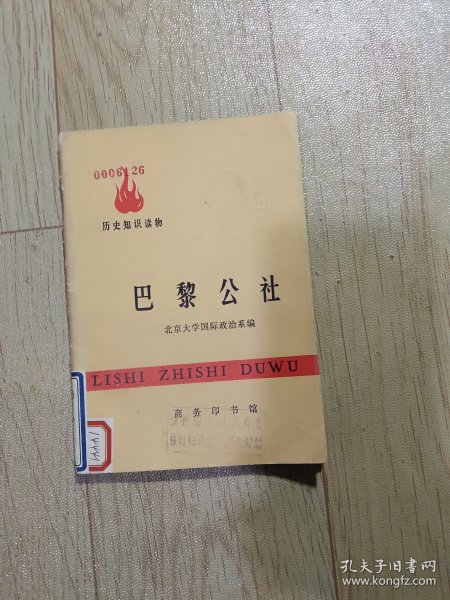 0006126
历史知识读物
巴黎公社
北京大学国际政治系编
LISHI ZHISHI DUWU
商务印书馆
孔夫子旧书网
www.kongfz.com